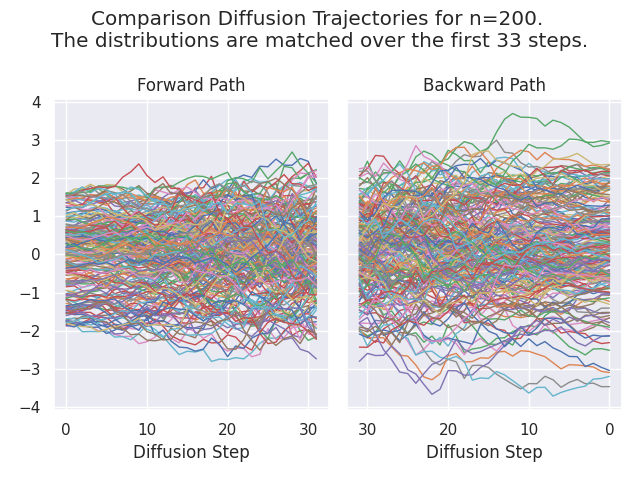 Comparison Diffusion Trajectories for n=200.
The distributions are matched over the first 33 steps.
Forward Path
Backward Path
4
3
2
1
0
−1
−2
−3
−4
0 10 20 30
30 20 10 0
Diffusion Step
Diffusion Step